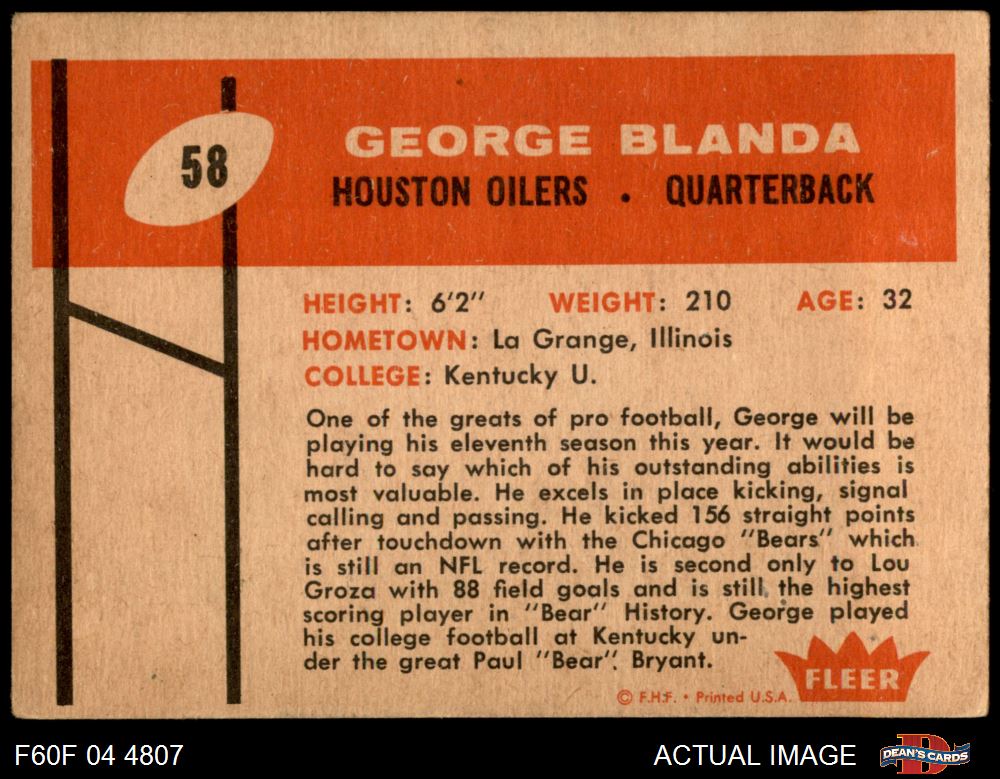 58
GEORGE BLANDA
HOUSTON OILERS • QUARTERBACK
HEIGHT: 6'2" WEIGHT: 210 AGE: 32
HOMETOWN: La Grange, Illinois
COLLEGE: Kentucky U.
One of the greats of pro football, George will be
playing his eleventh season this year. It would be
hard to say which of his outstanding abilities is
most valuable. He excels in place kicking, signal
calling and passing. He kicked 156 straight points
after touchdown with the Chicago "Bears" which
is still an NFL record. He is second only to Lou
Groza with 88 field goals and is still the highest
scoring player in "Bear" History. George played
his college football at Kentucky un-
der the great Paul "Bear". Bryant.
FLEER
© F.H.F. • Printed U.S.A.
F60F 04 4807
ACTUAL IMAGE
DEAN'S CARDS